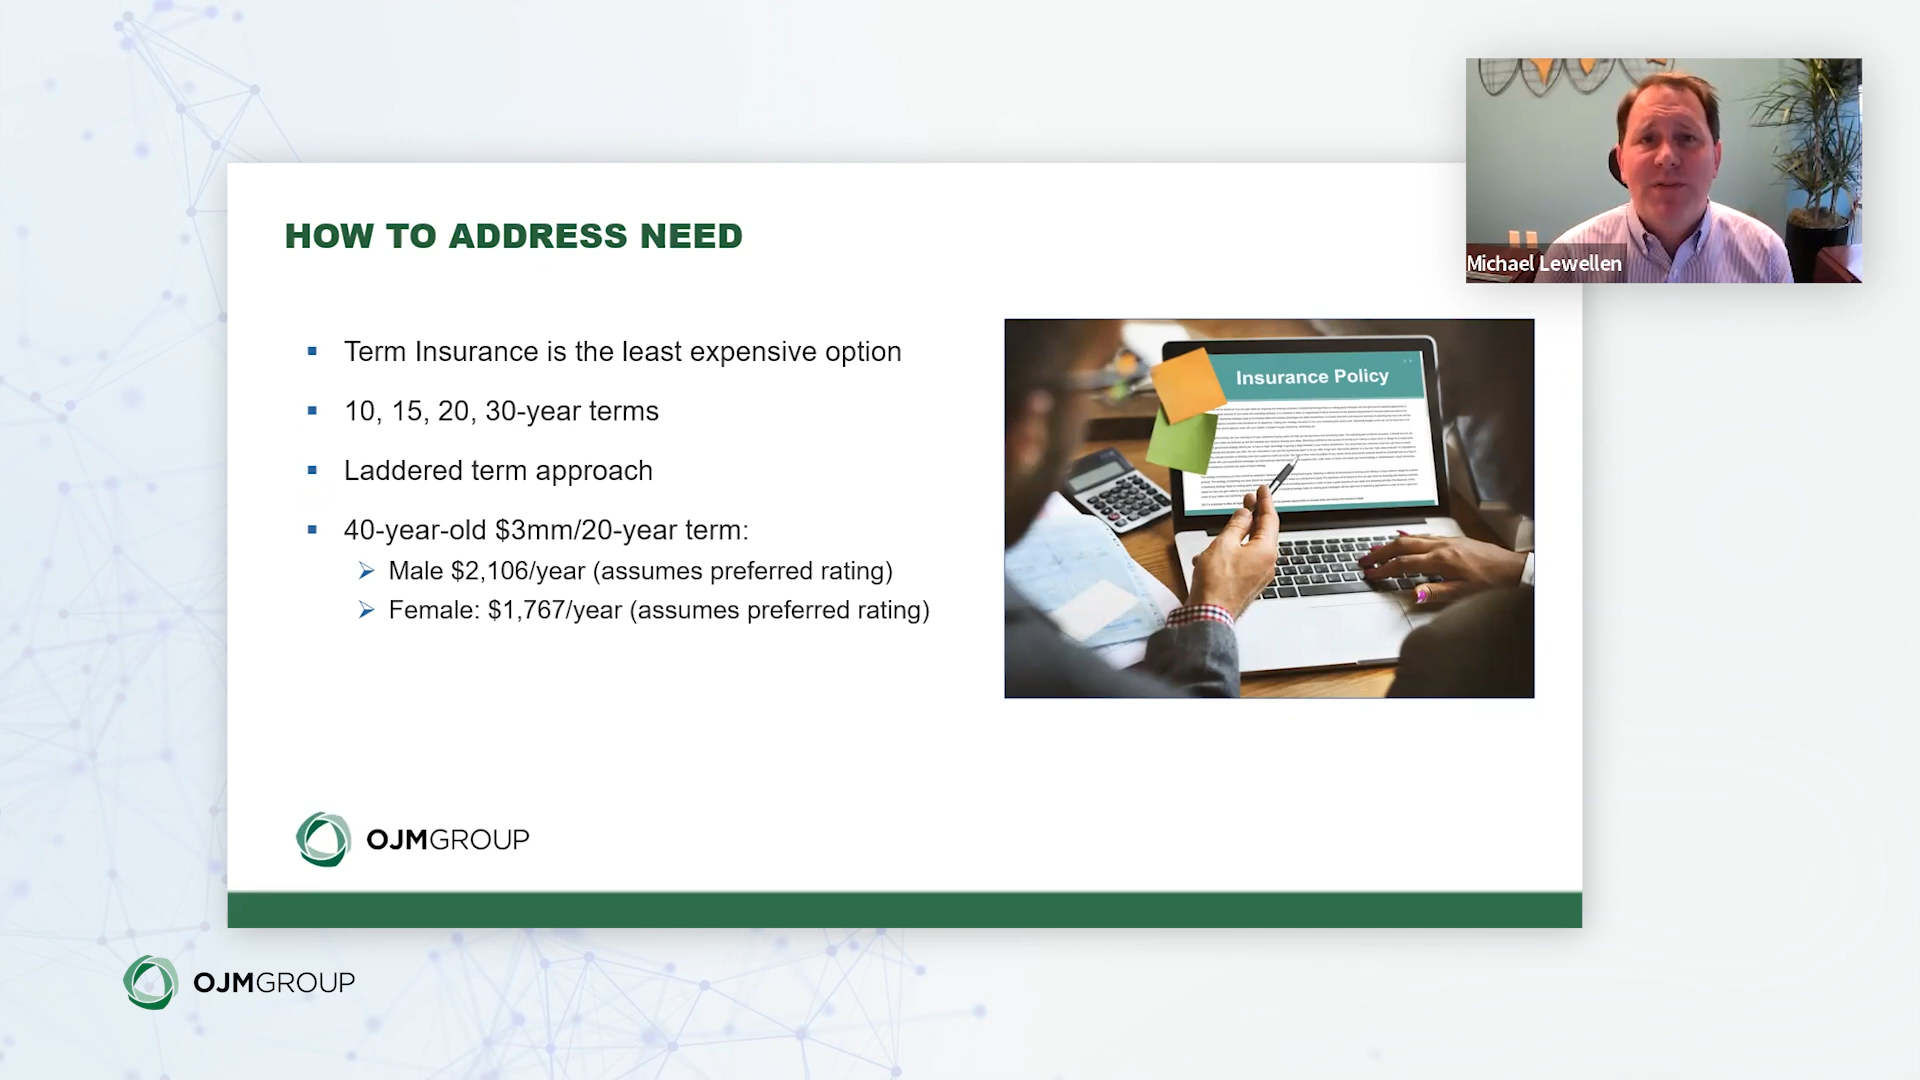 Michael Lewellen
HOW TO ADDRESS NEED
Term Insurance is the least expensive option
10, 15, 20, 30-year terms
Laddered term approach
40-year-old $3mm/20-year term:
Male $2,106/year (assumes preferred rating)
Female: $1,767/year (assumes preferred rating)
Insurance Policy
OJMGROUP
OJMGROUP